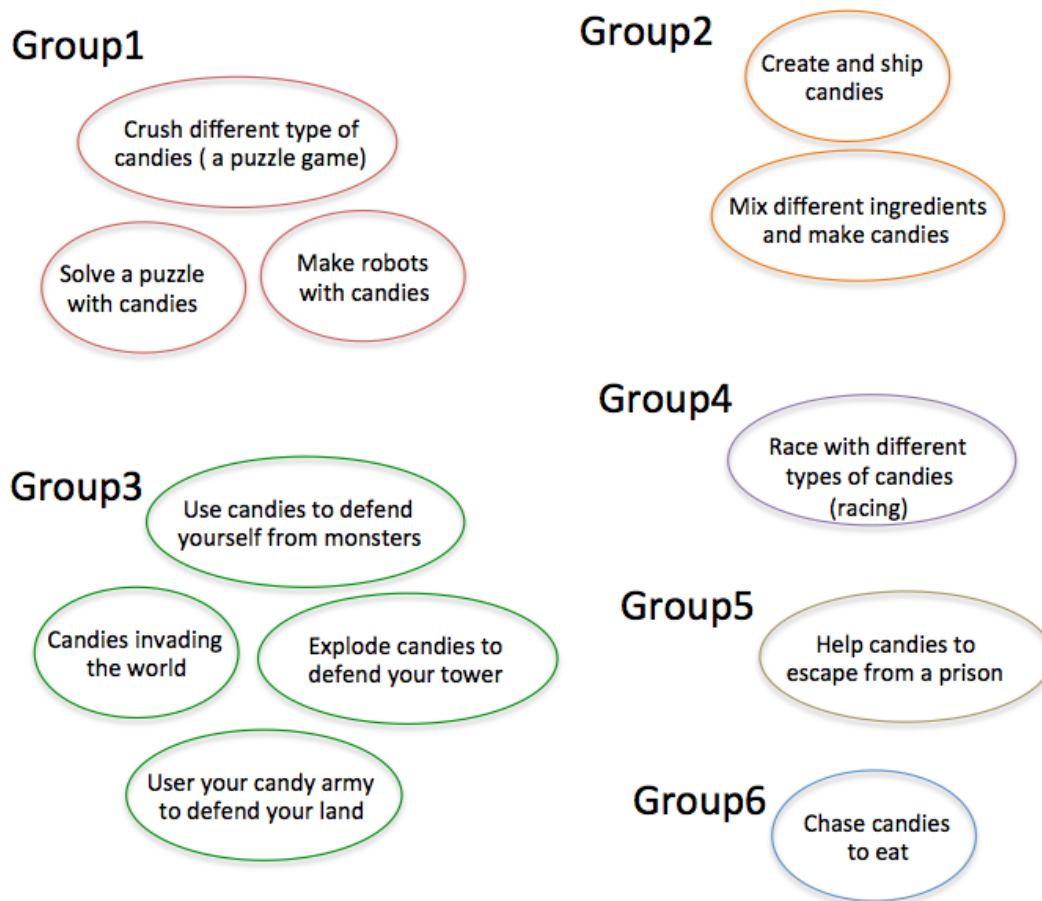 Group1
Crush different type of
candies ( a puzzle game)
Solve a puzzle
with candies
Make robots
with candies
Group2
Create and ship
candies
Mix different ingredients
and make candies
Group3
Use candies to defend
yourself from monsters
Candies invading
the world
Explode candies to
defend your tower
User your candy army
to defend your land
Group4
Race with different
types of candies
(racing)
Group5
Help candies to
escape from a prison
Group6
Chase candies
to eat